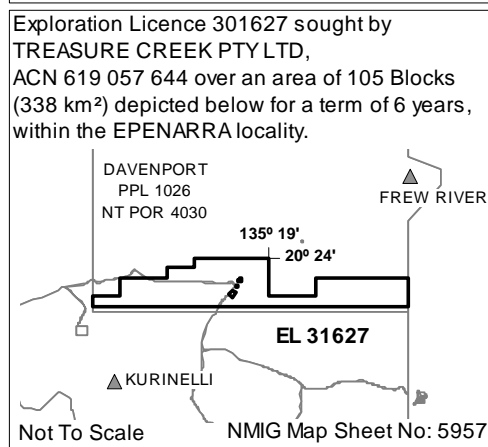 Exploration Licence 301627 sought by
TREASURE CREEK PTY LTD,
ACN 619 057 644 over an area of 105 Blocks
(338 km²) depicted below for a term of 6 years,
within the EPENARRA locality.
DAVENPORT
PPL 1026
NT POR 4030
FREW RIVER
135º 19'
20º 24'
EL 31627
KURINELLI
Not To Scale
NMIG Map Sheet No: 5957